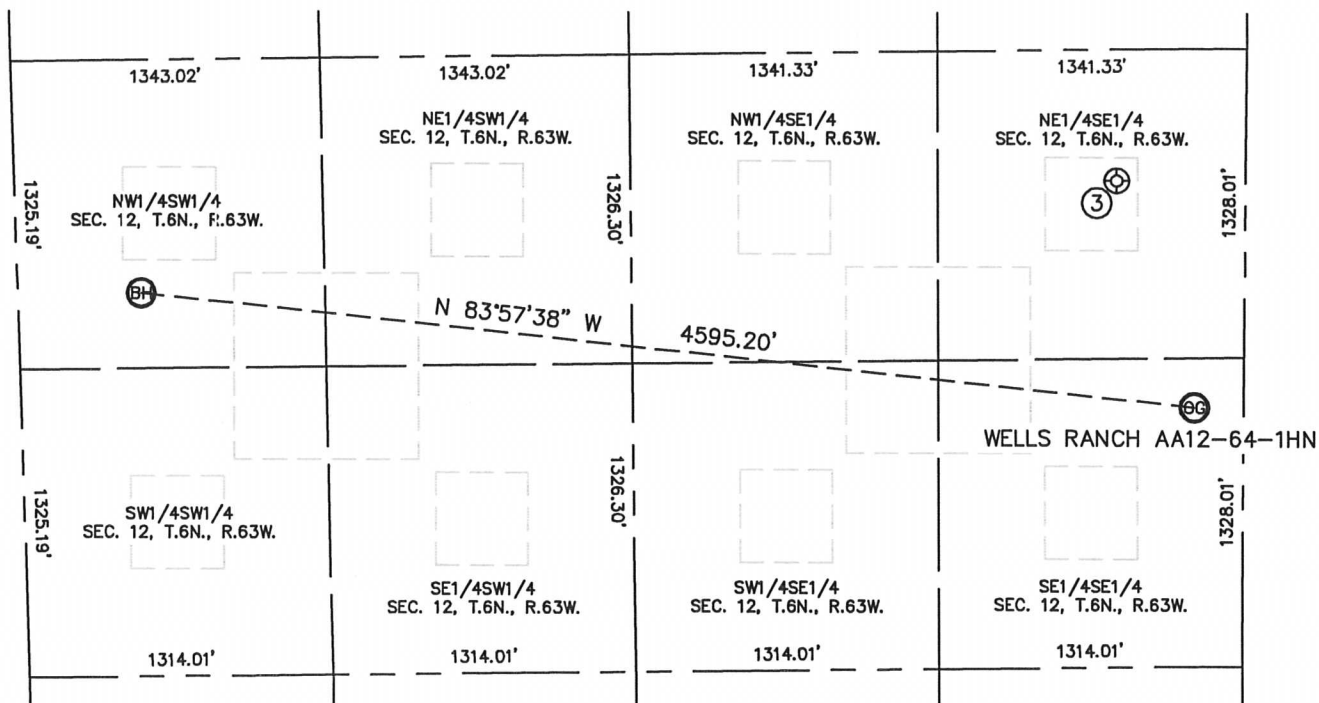 1343.02'
1343.02'
1341.33'
1341.33'
NE1/4SW1/4
SEC. 12, T.6N., R.63W.
NW1/4SE1/4
SEC. 12, T.6N., R.63W.
NE1/4SE1/4
SEC. 12, T.6N., R.63W.
1325.19'
NW1/4SW1/4
SEC. 12, T.6N., R.63W.
1326.30'
3
1328.01'
BH
N 83°57'38" W
4595.20'
OG
WELLS RANCH AA12-64-1HN
1325.19'
SW1/4SW1/4
SEC. 12, T.6N., R.63W.
1326.30'
1328.01'
SE1/4SW1/4
SEC. 12, T.6N., R.63W.
SW1/4SE1/4
SEC. 12, T.6N., R.63W.
SE1/4SE1/4
SEC. 12, T.6N., R.63W.
1314.01'
1314.01'
1314.01'
1314.01'